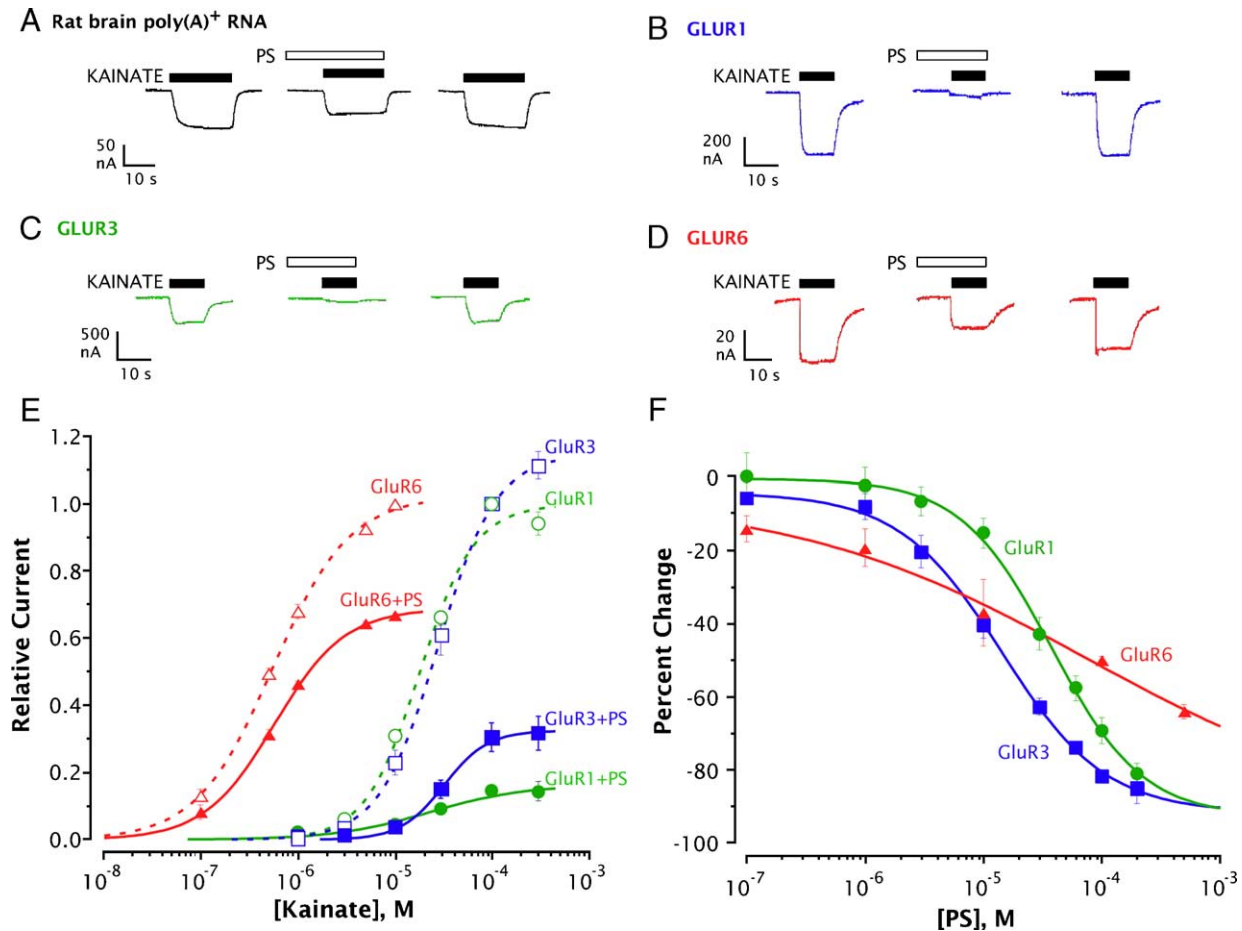 A Rat brain poly(A)+ RNA
PS
KAINATE
50
nA
10 s
B GLUR1
PS
KAINATE
200
nA
10 s
C GLUR3
PS
KAINATE
500
nA
10 s
D GLUR6
PS
KAINATE
20
nA
10 s
E
Relative Current
1.2
1.0
0.8
0.6
0.4
0.2
0.0
GluR3
GluR6
GluR1
GluR6+PS
GluR3+PS
GluR1+PS
10-8 10-7 10-6 10-5 10-4 10-3
[Kainate], M
F
Percent Change
0
-20
-40
-60
-80
-100
GluR1
GluR6
GluR3
10-7 10-6 10-5 10-4 10-3
[PS], M